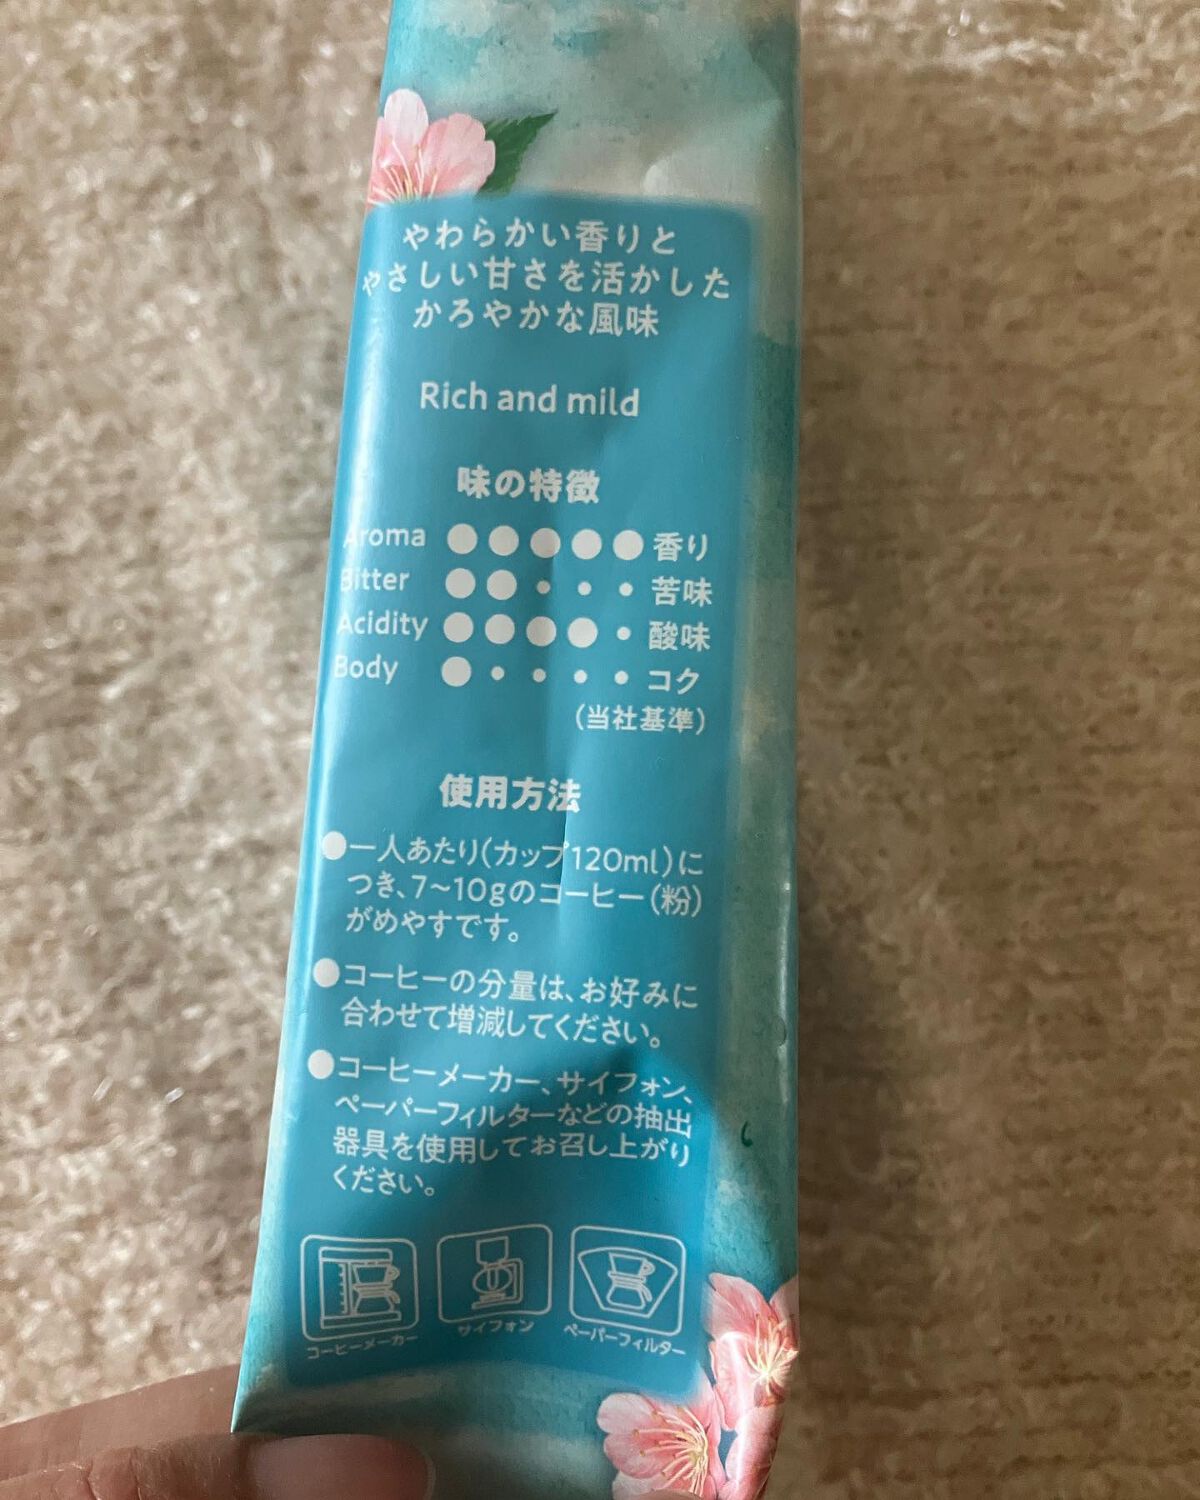 やわらかい香りと
やさしい甘さを活かした
かろやかな風味
Rich and mild
味の特徴
Aroma ●●●●● 香り
Bitter ●●・・・ 苦味
Acidity ●●●●・ 酸味
Body ●・・・・ コク
(当社基準)
使用方法
●一人あたり(カップ120ml)に
つき、7~10gのコーヒー(粉)
がめやすです。
●コーヒーの分量は、お好みに
合わせて増減してください。
●コーヒーメーカー、サイフォン、
ペーパーフィルターなどの抽出
器具を使用してお召し上がり
ください。
コーヒーメーカー サイフォン ペーパーフィルター